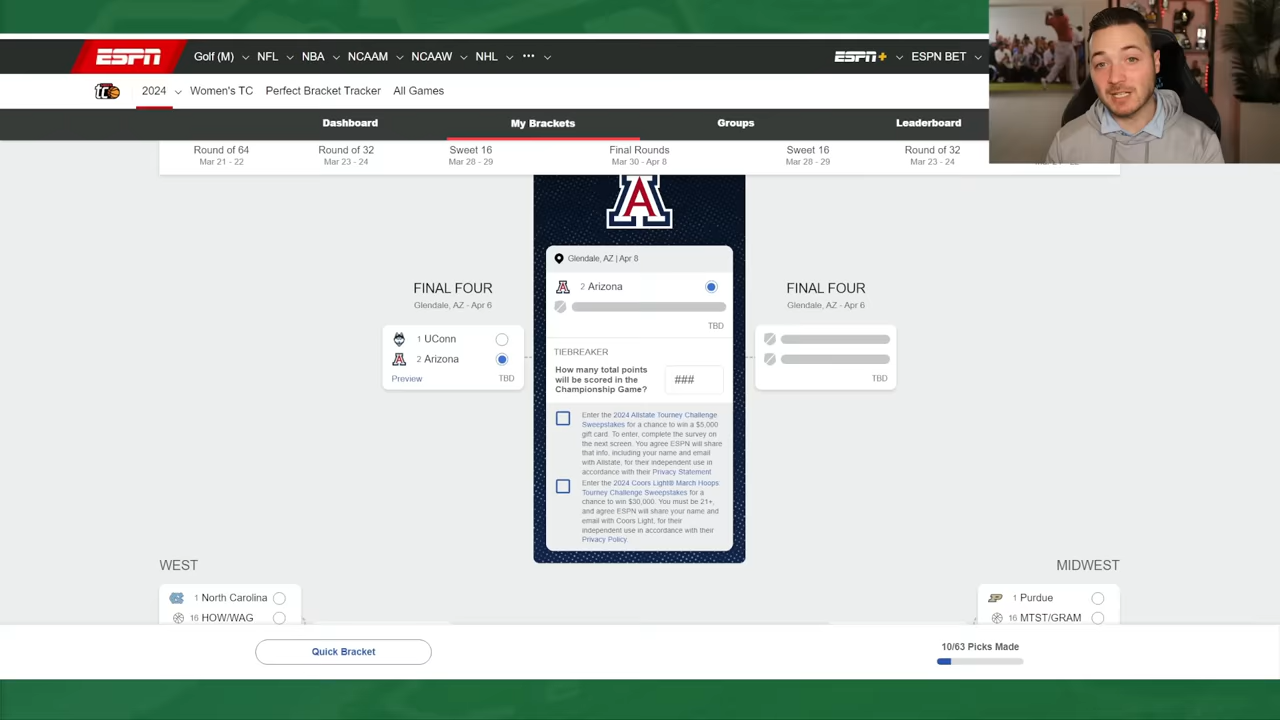 ESPN
Golf (M) NFL NBA NCAAM NCAAW NHL ... ESPN+ ESPN BET
TC 2024 Women's TC Perfect Bracket Tracker All Games
Dashboard My Brackets Groups Leaderboard
Round of 64 Round of 32 Sweet 16 Final Rounds Sweet 16 Round of 32
Mar 21 - 22 Mar 23 - 24 Mar 28 - 29 Mar 30 - Apr 8 Mar 28 - 29 Mar 23 - 24
A
Glendale, AZ | Apr 8
2 Arizona
TBD
FINAL FOUR
Glendale, AZ - Apr 6
1 UConn
2 Arizona
Preview TBD
FINAL FOUR
Glendale, AZ - Apr 6
TBD
TIEBREAKER
How many total points
will be scored in the
Championship Game?
###
Enter the 2024 Allstate Tourney Challenge
Sweepstakes for a chance to win a $5,000
gift card. To enter, complete the survey on
the next screen. You agree ESPN will share
that info, including your name and email
with Allstate, for their independent use in
accordance with their Privacy Statement
Enter the 2024 Coors Light® March Hoops
Tourney Challenge Sweepstakes for a
chance to win $30,000. You must be 21+,
and agree ESPN will share your name and
email with Coors Light, for their
independent use in accordance with their
Privacy Policy.
WEST
1 North Carolina
16 HOW/WAG
MIDWEST
1 Purdue
16 MTST/GRAM
Quick Bracket
10/63 Picks Made